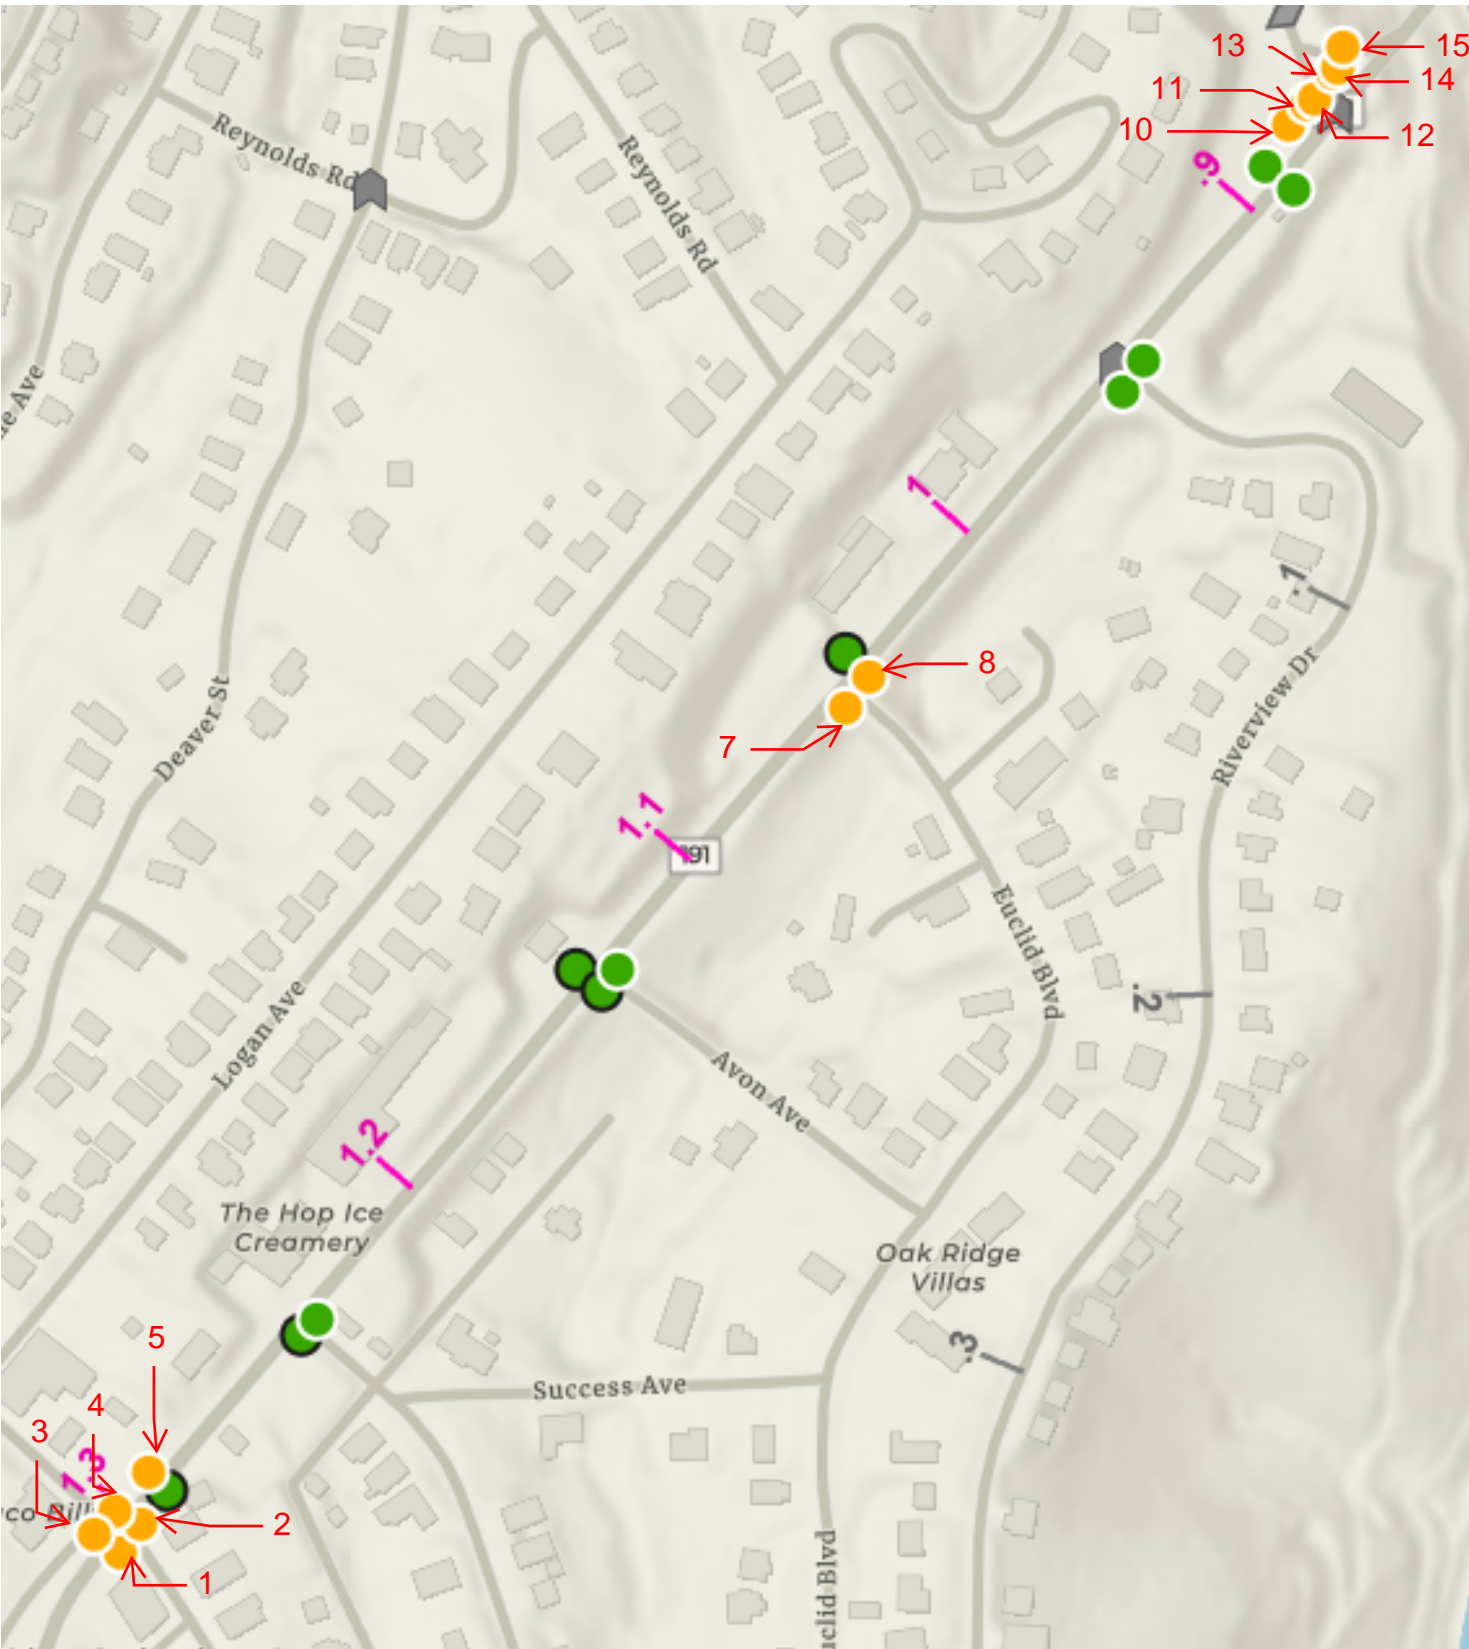 13
15
11
14
10
12
.9
Reynolds Rd
Reynolds Rd
1
.1
8
7
Deaver St
Riverview Dr
1.1
191
Euclid Blvd
.2
Logan Ave
Avon Ave
1.2
The Hop Ice
Creamery
Oak Ridge
Villas
.3
5
Success Ave
4
3
1.3
2
1